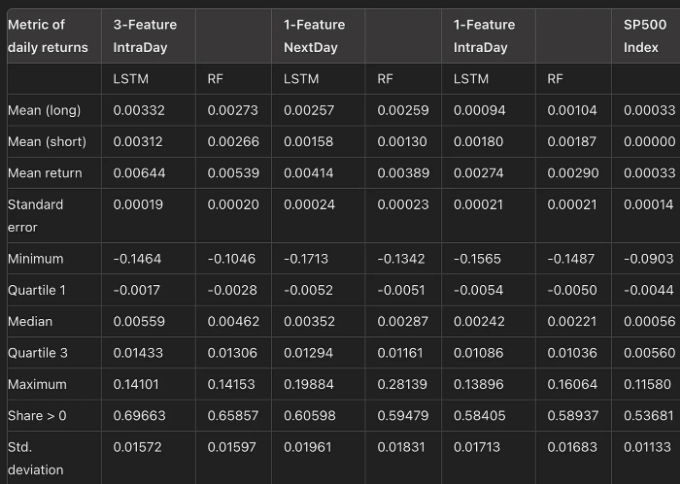 Metric of daily returns 3-Feature IntraDay 1-Feature NextDay 1-Feature IntraDay SP500 Index
LSTM RF LSTM RF LSTM RF
Mean (long) 0.00332 0.00273 0.00257 0.00259 0.00094 0.00104 0.00033
Mean (short) 0.00312 0.00266 0.00158 0.00130 0.00180 0.00187 0.00000
Mean return 0.00644 0.00539 0.00414 0.00389 0.00274 0.00290 0.00033
Standard error 0.00019 0.00020 0.00024 0.00023 0.00021 0.00021 0.00014
Minimum -0.1464 -0.1046 -0.1713 -0.1342 -0.1565 -0.1487 -0.0903
Quartile 1 -0.0017 -0.0028 -0.0052 -0.0051 -0.0054 -0.0050 -0.0044
Median 0.00559 0.00462 0.00352 0.00287 0.00242 0.00221 0.00056
Quartile 3 0.01433 0.01306 0.01294 0.01161 0.01086 0.01036 0.00560
Maximum 0.14101 0.14153 0.19884 0.28139 0.13896 0.16064 0.11580
Share > 0 0.69663 0.65857 0.60598 0.59479 0.58405 0.58937 0.53681
Std. deviation 0.01572 0.01597 0.01961 0.01831 0.01713 0.01683 0.01133